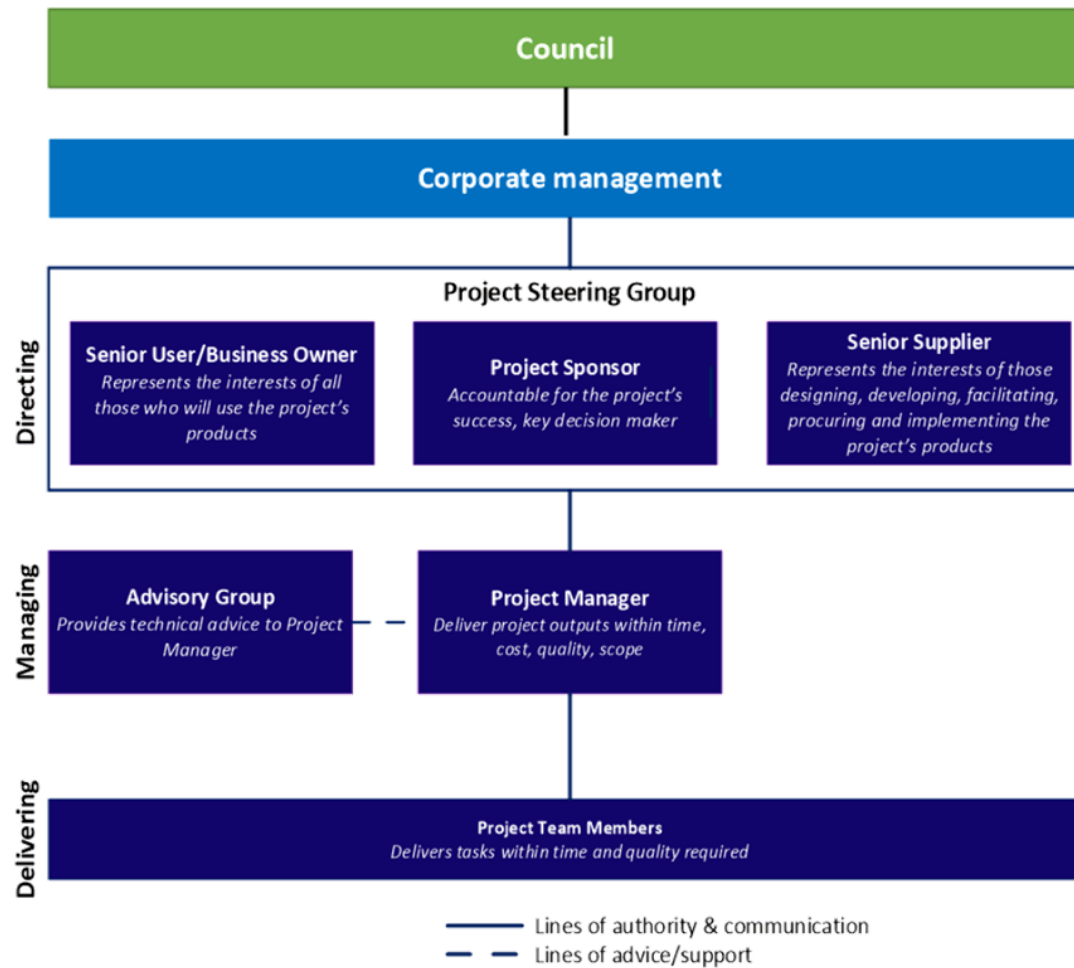 Council
Corporate management
Directing
Project Steering Group
Senior User/Business Owner
Represents the interests of all
those who will use the project's
products
Project Sponsor
Accountable for the project's
success, key decision maker
Senior Supplier
Represents the interests of those
designing, developing, facilitating,
procuring and implementing the
project's products
Managing
Advisory Group
Provides technical advice to Project
Manager
Project Manager
Deliver project outputs within time,
cost, quality, scope
Delivering
Project Team Members
Delivers tasks within time and quality required
Lines of authority & communication
Lines of advice/support